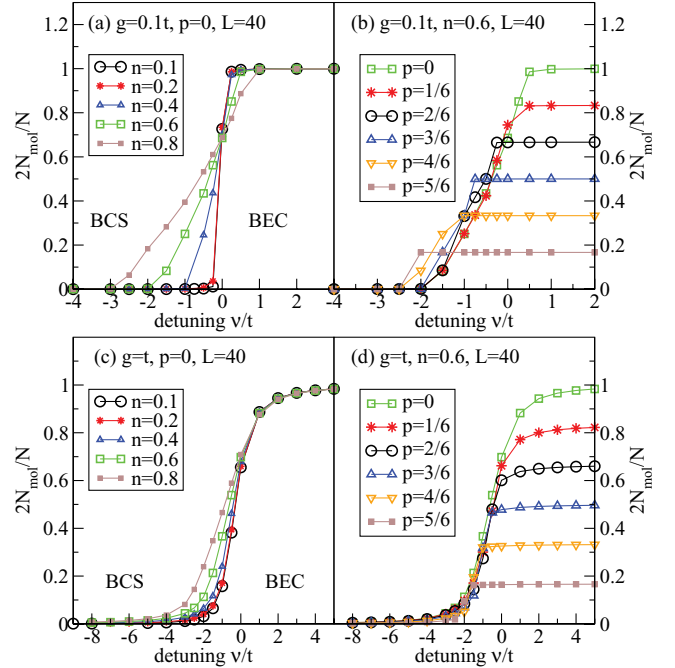 (a) g=0.1t, p=0, L=40
n=0.1
n=0.2
n=0.4
n=0.6
n=0.8
BCS
BEC
2N_mol/N
0
0.2
0.4
0.6
0.8
1
1.2
-4 -3 -2 -1 0 1 2 3
detuning ν/t
(b) g=0.1t, n=0.6, L=40
p=0
p=1/6
p=2/6
p=3/6
p=4/6
p=5/6
2N_mol/N
0
0.2
0.4
0.6
0.8
1
1.2
-4 -3 -2 -1 0 1 2
detuning ν/t
(c) g=t, p=0, L=40
n=0.1
n=0.2
n=0.4
n=0.6
n=0.8
BCS
BEC
2N_mol/N
0
0.2
0.4
0.6
0.8
1
-8 -6 -4 -2 0 2 4
detuning ν/t
(d) g=t, n=0.6, L=40
p=0
p=1/6
p=2/6
p=3/6
p=4/6
p=5/6
2N_mol/N
0
0.2
0.4
0.6
0.8
1
-8 -6 -4 -2 0 2 4
detuning ν/t